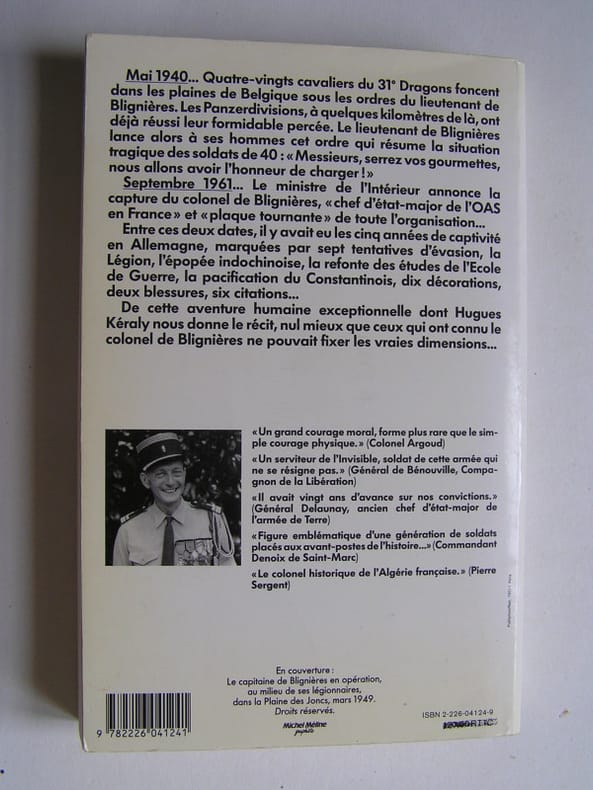 Mai 1940... Quatre-vingts cavaliers du 31e Dragons foncent
dans les plaines de Belgique sous les ordres du lieutenant de
Blignières. Les Panzerdivisions, à quelques kilomètres de là, ont
déjà réussi leur formidable percée. Le lieutenant de Blignières
lance alors à ses hommes cet ordre qui résume la situation
tragique des soldats de 40 : « Messieurs, serrez vos gourmettes,
nous allons avoir l'honneur de charger ! »
Septembre 1961... Le ministre de l'Intérieur annonce la
capture du colonel de Blignières, « chef d'état-major de l'OAS
en France » et « plaque tournante » de toute l'organisation...
Entre ces deux dates, il y avait eu les cinq années de captivité
en Allemagne, marquées par sept tentatives d'évasion, la
Légion, l'épopée indochinoise, la refonte des études de l'Ecole
de Guerre, la pacification du Constantinois, dix décorations,
deux blessures, six citations...
De cette aventure humaine exceptionnelle dont Hugues
Kéraly nous donne le récit, nul mieux que ceux qui ont connu le
colonel de Blignières ne pouvait fixer les vraies dimensions...
« Un grand courage moral, forme plus rare que le sim-
ple courage physique. » (Colonel Argoud)
« Un serviteur de l'Invisible, soldat de cette armée qui
ne se résigne pas. » (Général de Bénouville, Compa-
gnon de la Libération)
« Il avait vingt ans d'avance sur nos convictions. »
(Général Delaunay, ancien chef d'état-major de
l'armée de Terre)
« Figure emblématique d'une génération de soldats
placés aux avant-postes de l'histoire... » (Commandant
Denoix de Saint-Marc)
« Le colonel historique de l'Algérie française. » (Pierre
Sergent)
En couverture :
Le capitaine de Blignières en opération,
au milieu de ses légionnaires,
dans la Plaine des Joncs, mars 1949.
Droits réservés.
Michel Méline
ISBN 2-226-04124-9
9 782226 041241